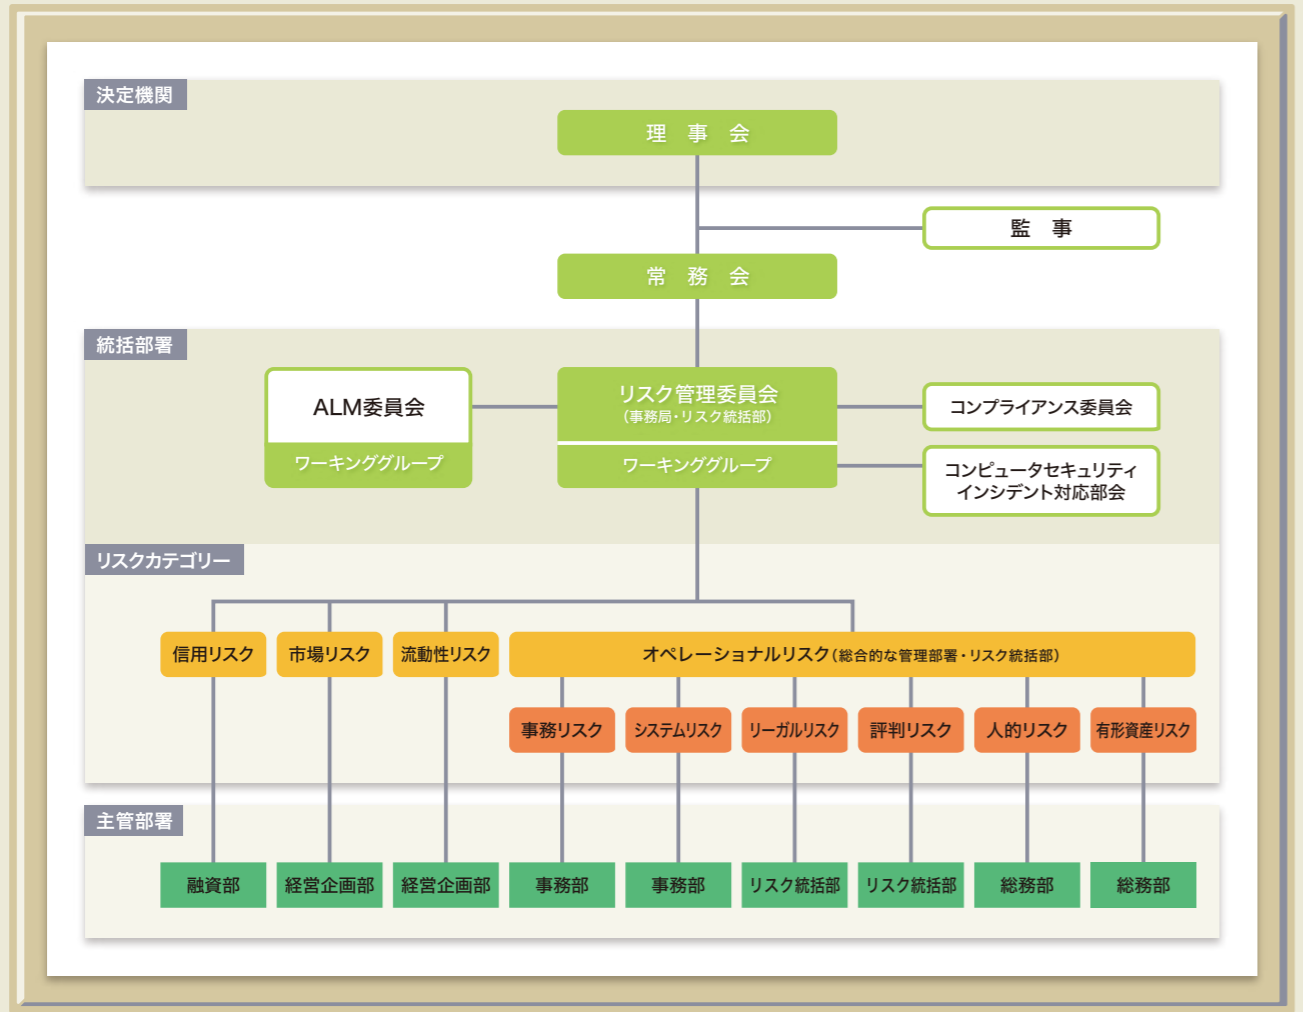 決定機関
理　事　会
監　事
常　務　会
統括部署
ALM委員会
ワーキンググループ
リスク管理委員会
（事務局・リスク統括部）
ワーキンググループ
コンプライアンス委員会
コンピュータセキュリティ
インシデント対応部会
リスクカテゴリー
信用リスク
市場リスク
流動性リスク
オペレーショナルリスク（総合的な管理部署・リスク統括部）
事務リスク
システムリスク
リーガルリスク
評判リスク
人的リスク
有形資産リスク
主管部署
融資部
経営企画部
経営企画部
事務部
事務部
リスク統括部
リスク統括部
総務部
総務部